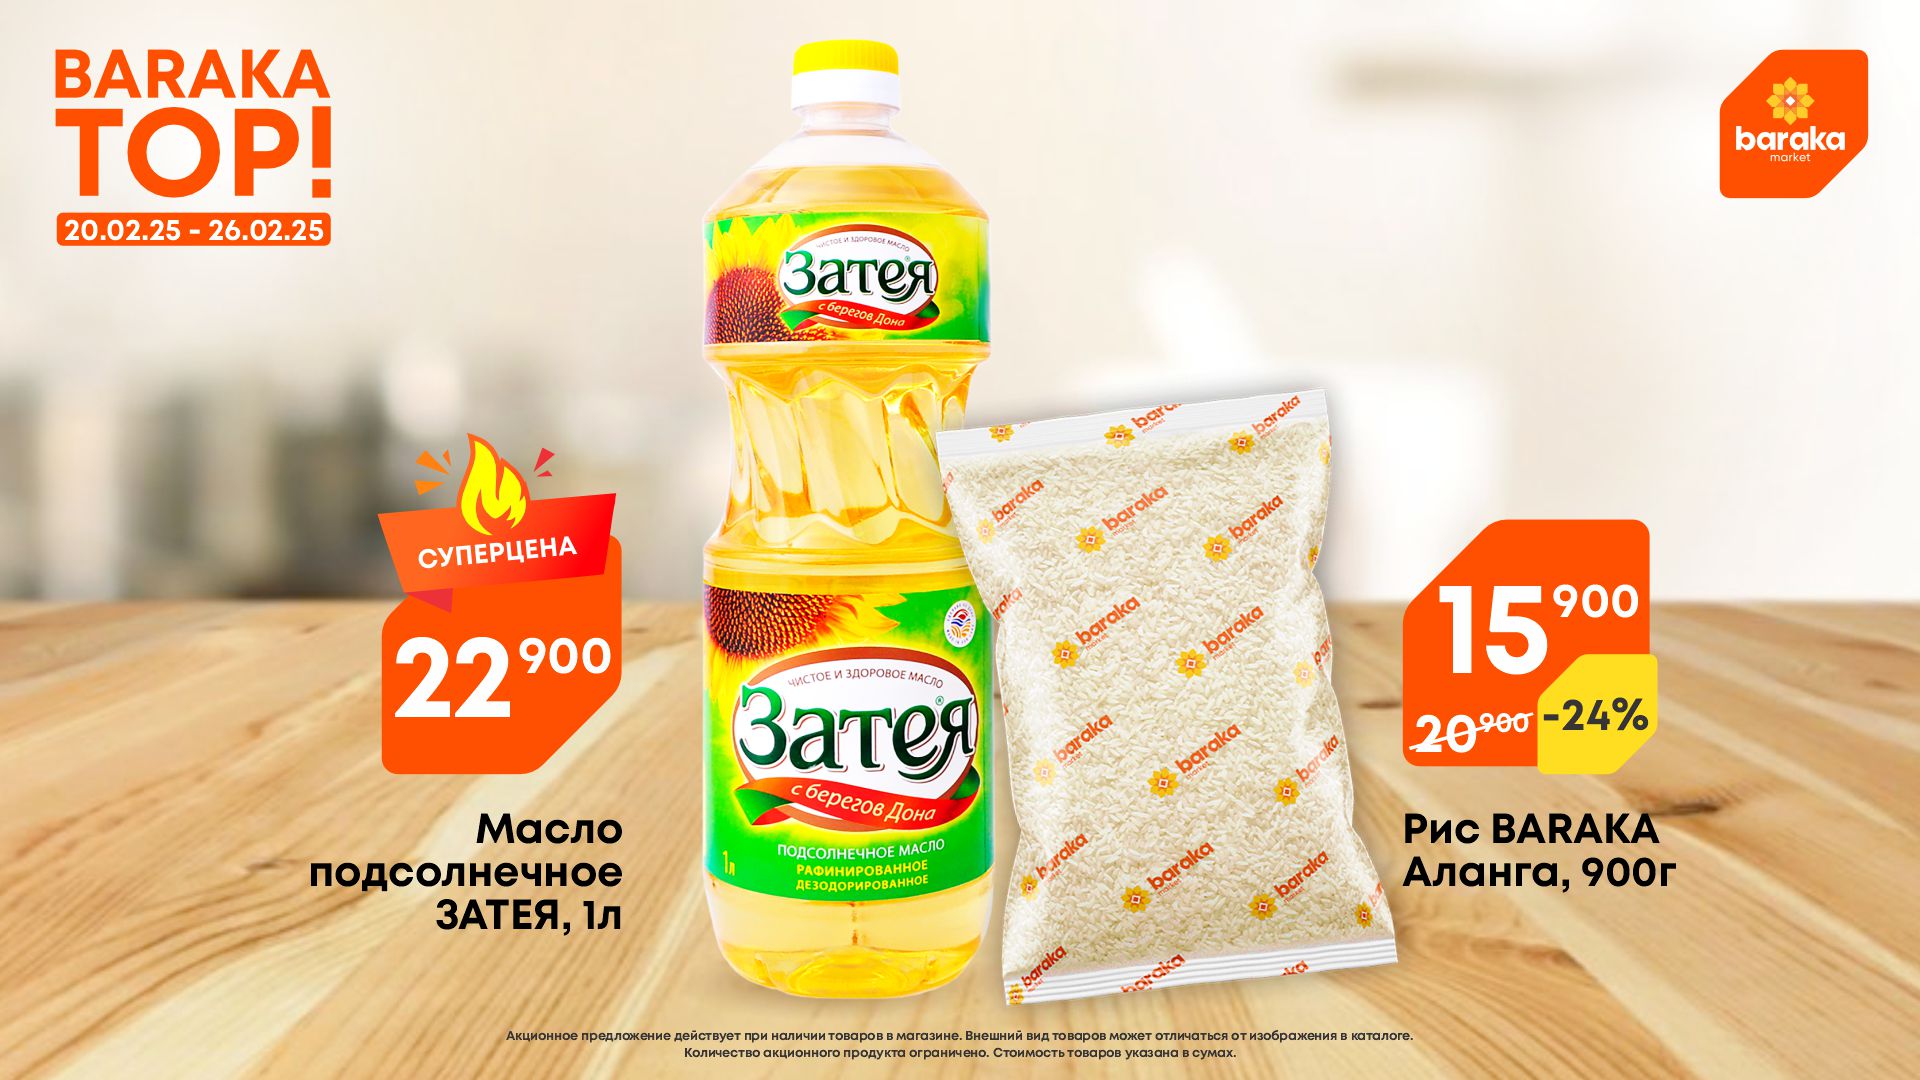 BARAKA
TOP!
20.02.25 - 26.02.25
baraka
market
ЧИСТОЕ И ЗДОРОВОЕ МАСЛО
Затея
с берегов Дона
СУПЕРЦЕНА
22 900
ЧИСТОЕ И ЗДОРОВОЕ МАСЛО
Затея®
с берегов Дона
ПОДСОЛНЕЧНОЕ МАСЛО
РАФИНИРОВАННОЕ
ДЕЗОДОРИРОВАННОЕ
1л
baraka
market
15 900
20 900
-24%
Масло
подсолнечное
ЗАТЕЯ, 1л
Рис BARAKA
Аланга, 900г
Акционное предложение действует при наличии товаров в магазине. Внешний вид товаров может отличаться от изображения в каталоге.
Количество акционного продукта ограничено. Стоимость товаров указана в сумах.